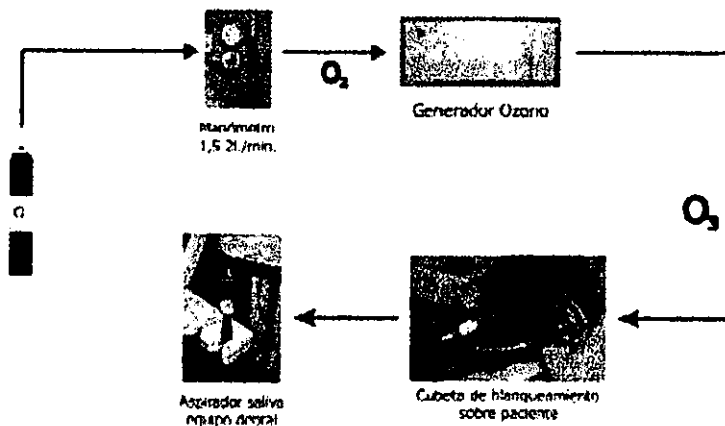 O₂
Generador Ozono
Manómetro
1,5 2L/min.
O
O₃
Aspirador saliva
equipo dental
Cubeta de blanqueamiento
sobre paciente